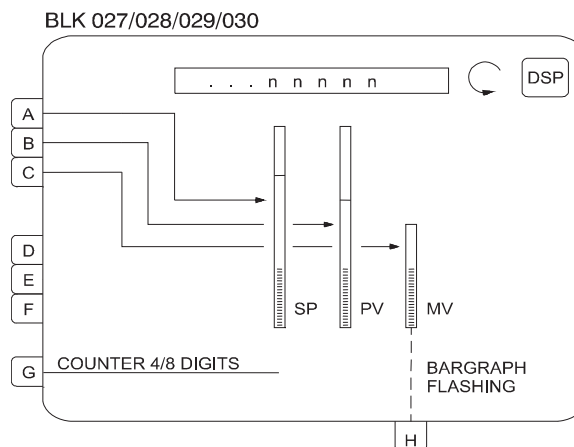 BLK 027/028/029/030
. . . n n n n n
DSP
A
B
C
D
E
F
SP
PV
MV
G
COUNTER 4/8 DIGITS
BARGRAPH
FLASHING
H